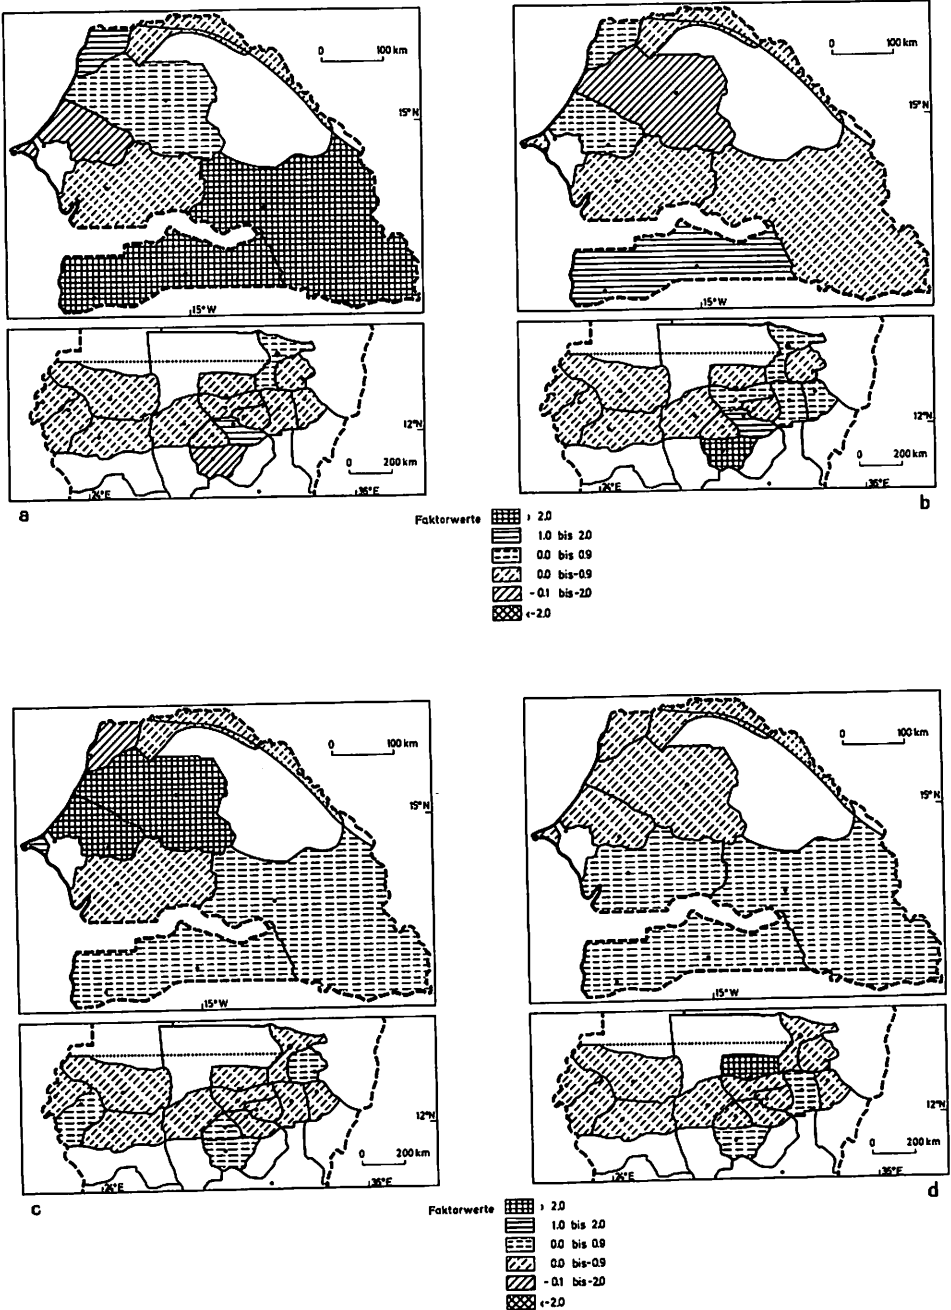 0 100 km
15°N
15° W
12°N
0 200 km
24°E 36°E
a
0 100 km
15°N
15° W
12°N
0 200 km
24°E 36°E
b
Faktorwerte › 2.0
1.0 bis 2.0
0.0 bis 0.9
0.0 bis-0.9
-0.1 bis-2.0
‹-2.0
0 100 km
15°N
15° W
12°N
0 200 km
24°E 36°E
c
0 100 km
15°N
15° W
12°N
0 200 km
24°E 36°E
d
Faktorwerte › 2.0
1.0 bis 2.0
0.0 bis 0.9
0.0 bis-0.9
-0.1 bis-2.0
‹-2.0